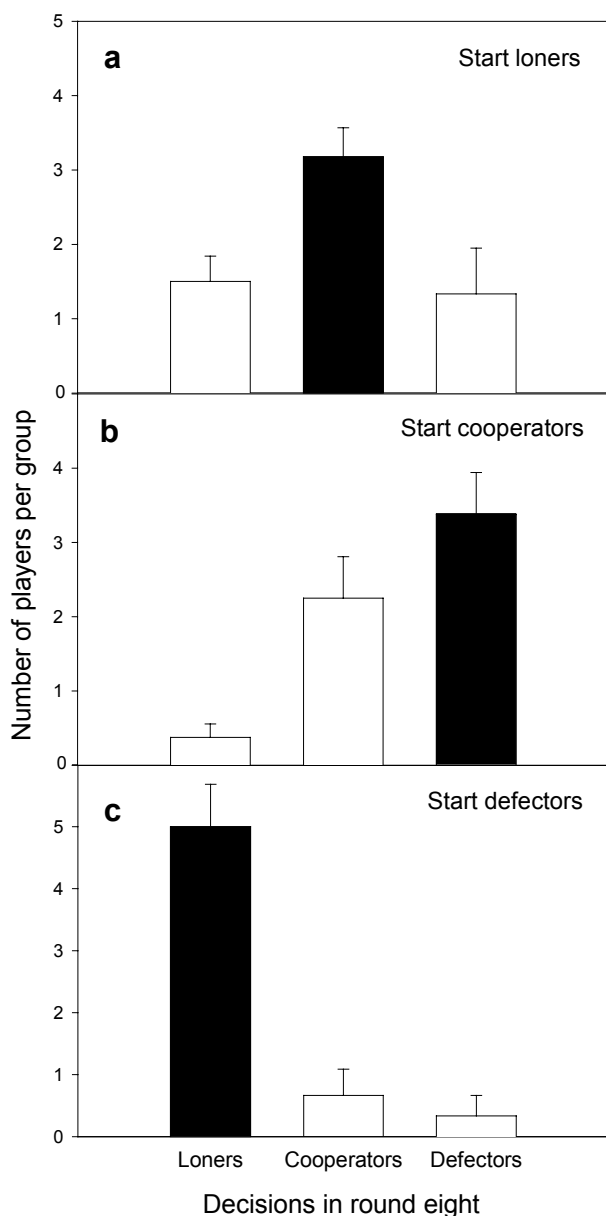 5
a
Start loners
4
3
2
1
0
b
Start cooperators
4
3
2
1
0
c
Start defectors
5
4
3
2
1
0
Number of players per group
Loners
Cooperators
Defectors
Decisions in round eight